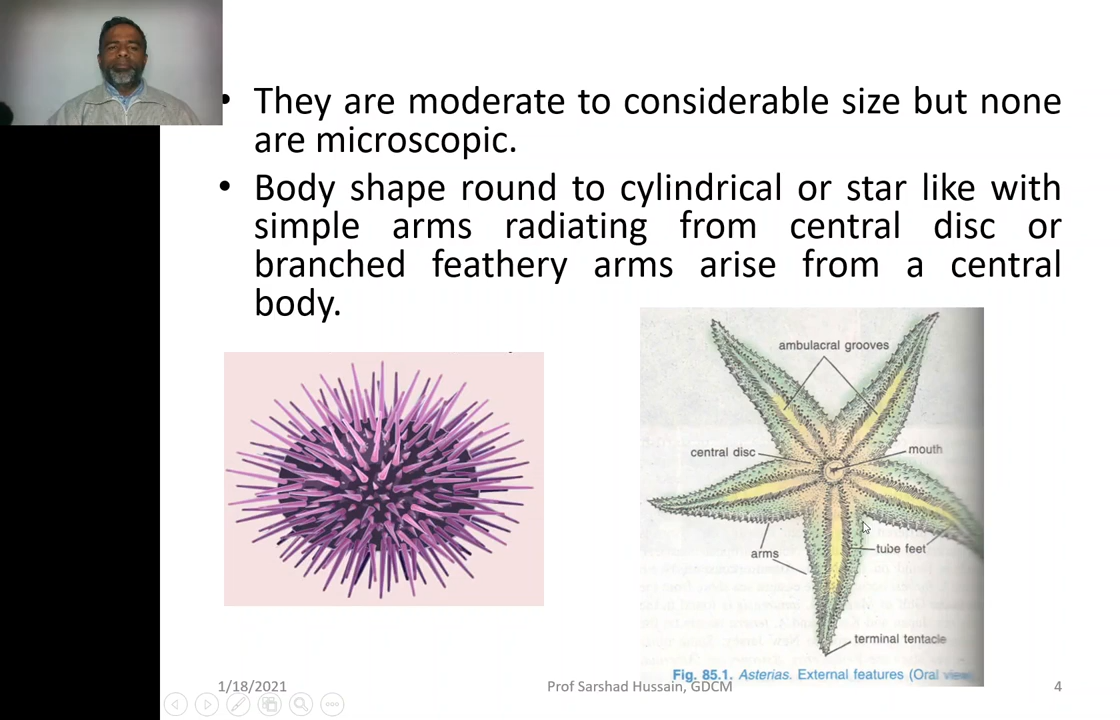 • They are moderate to considerable size but none
are microscopic.
• Body shape round to cylindrical or star like with
simple arms radiating from central disc or
branched feathery arms arise from a central
body.
ambulacral grooves
central disc
mouth
arms
tube feet
terminal tentacle
Fig. 85.1. Asterias. External features (Oral view)
1/18/2021
Prof Sarshad Hussain, GDCM
4